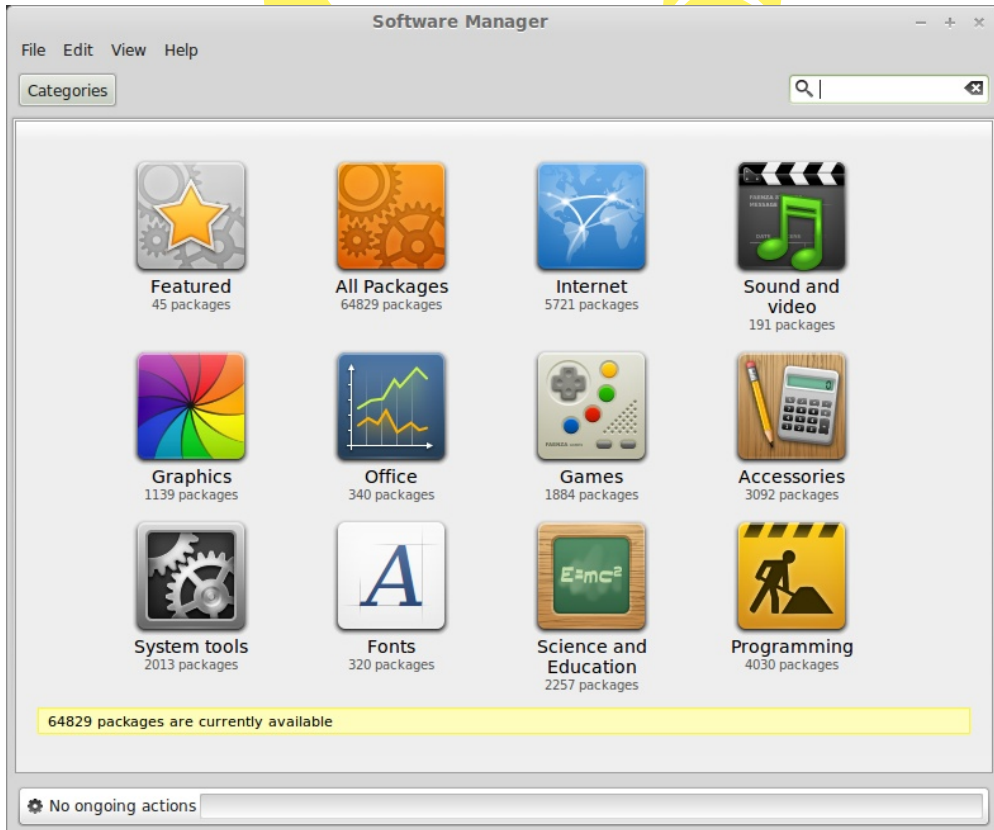 Software Manager
File Edit View Help
Categories
Featured
45 packages
All Packages
64829 packages
Internet
5721 packages
Sound and
video
191 packages
Graphics
1139 packages
Office
340 packages
Games
1884 packages
Accessories
3092 packages
System tools
2013 packages
Fonts
320 packages
A
E=mc²
Science and
Education
2257 packages
Programming
4030 packages
64829 packages are currently available
No ongoing actions